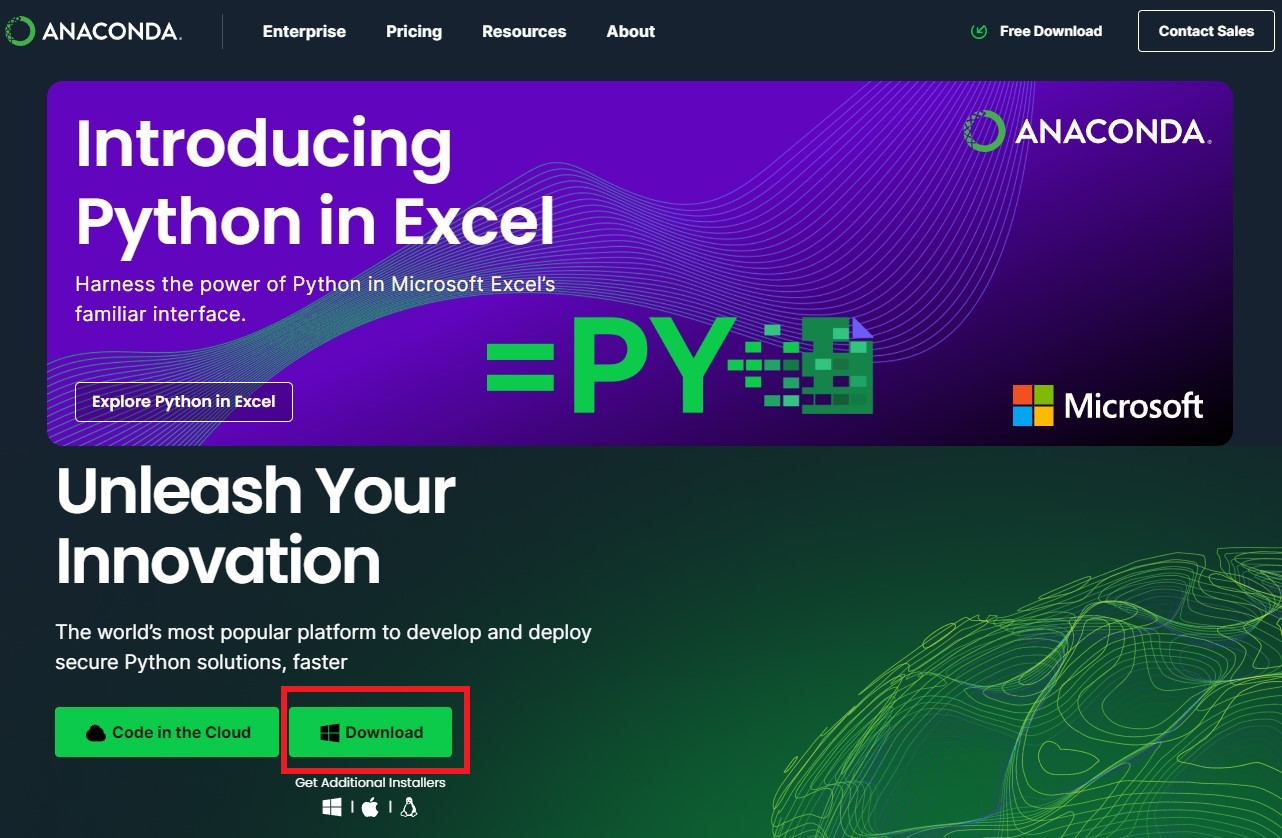 ANACONDA.
Enterprise
Pricing
Resources
About
Free Download
Contact Sales
Introducing
Python in Excel
ANACONDA.
Harness the power of Python in Microsoft Excel’s
familiar interface.
=PY
Explore Python in Excel
Microsoft
Unleash Your
Innovation
The world’s most popular platform to develop and deploy
secure Python solutions, faster
Code in the Cloud
Download
Get Additional Installers
| |